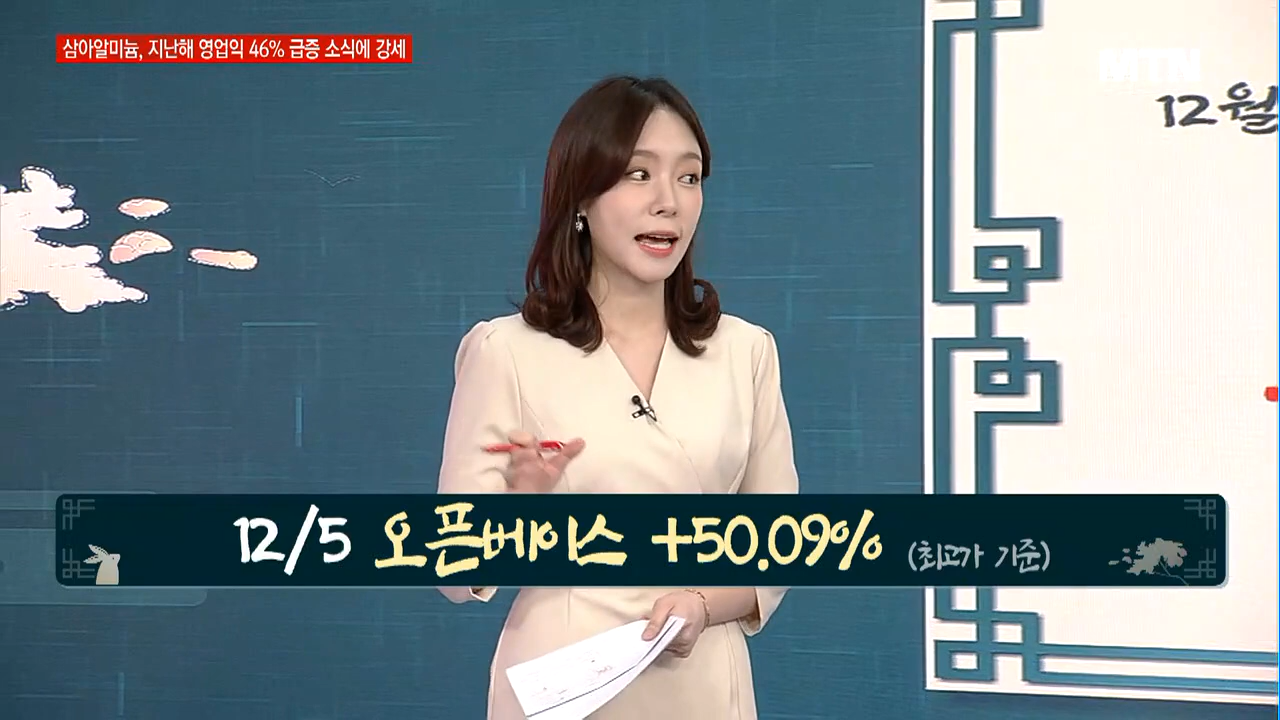 삼아알미늄, 지난해 영업익 46% 급증 소식에 강세
MTN
12월
12/5 오픈베이스 +50.09% (최고가 기준)